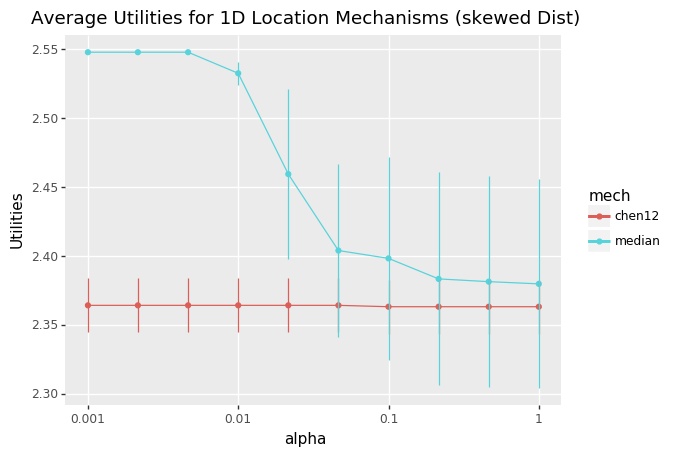 Average Utilities for 1D Location Mechanisms (skewed Dist)
2.55
2.50
2.45
2.40
2.35
2.30
Utilities
0.001
0.01
0.1
1
alpha
mech
chen12
median